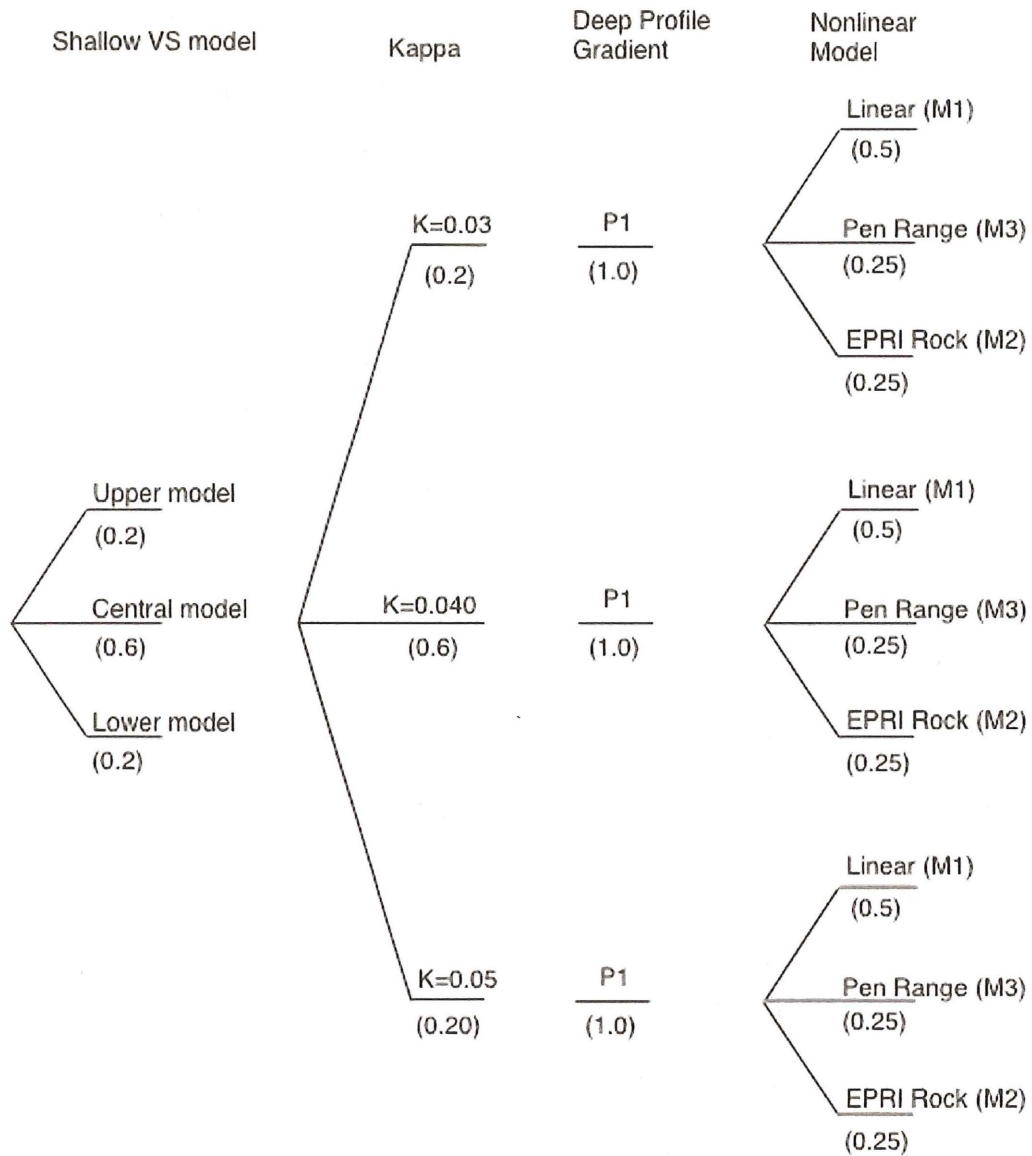 Shallow VS model
Kappa
Deep Profile
Gradient
Nonlinear
Model
Linear (M1)
(0.5)
K=0.03
(0.2)
P1
(1.0)
Pen Range (M3)
(0.25)
EPRI Rock (M2)
(0.25)
Upper model
(0.2)
Central model
(0.6)
Lower model
(0.2)
K=0.040
(0.6)
P1
(1.0)
Linear (M1)
(0.5)
Pen Range (M3)
(0.25)
EPRI Rock (M2)
(0.25)
K=0.05
(0.20)
P1
(1.0)
Linear (M1)
(0.5)
Pen Range (M3)
(0.25)
EPRI Rock (M2)
(0.25)